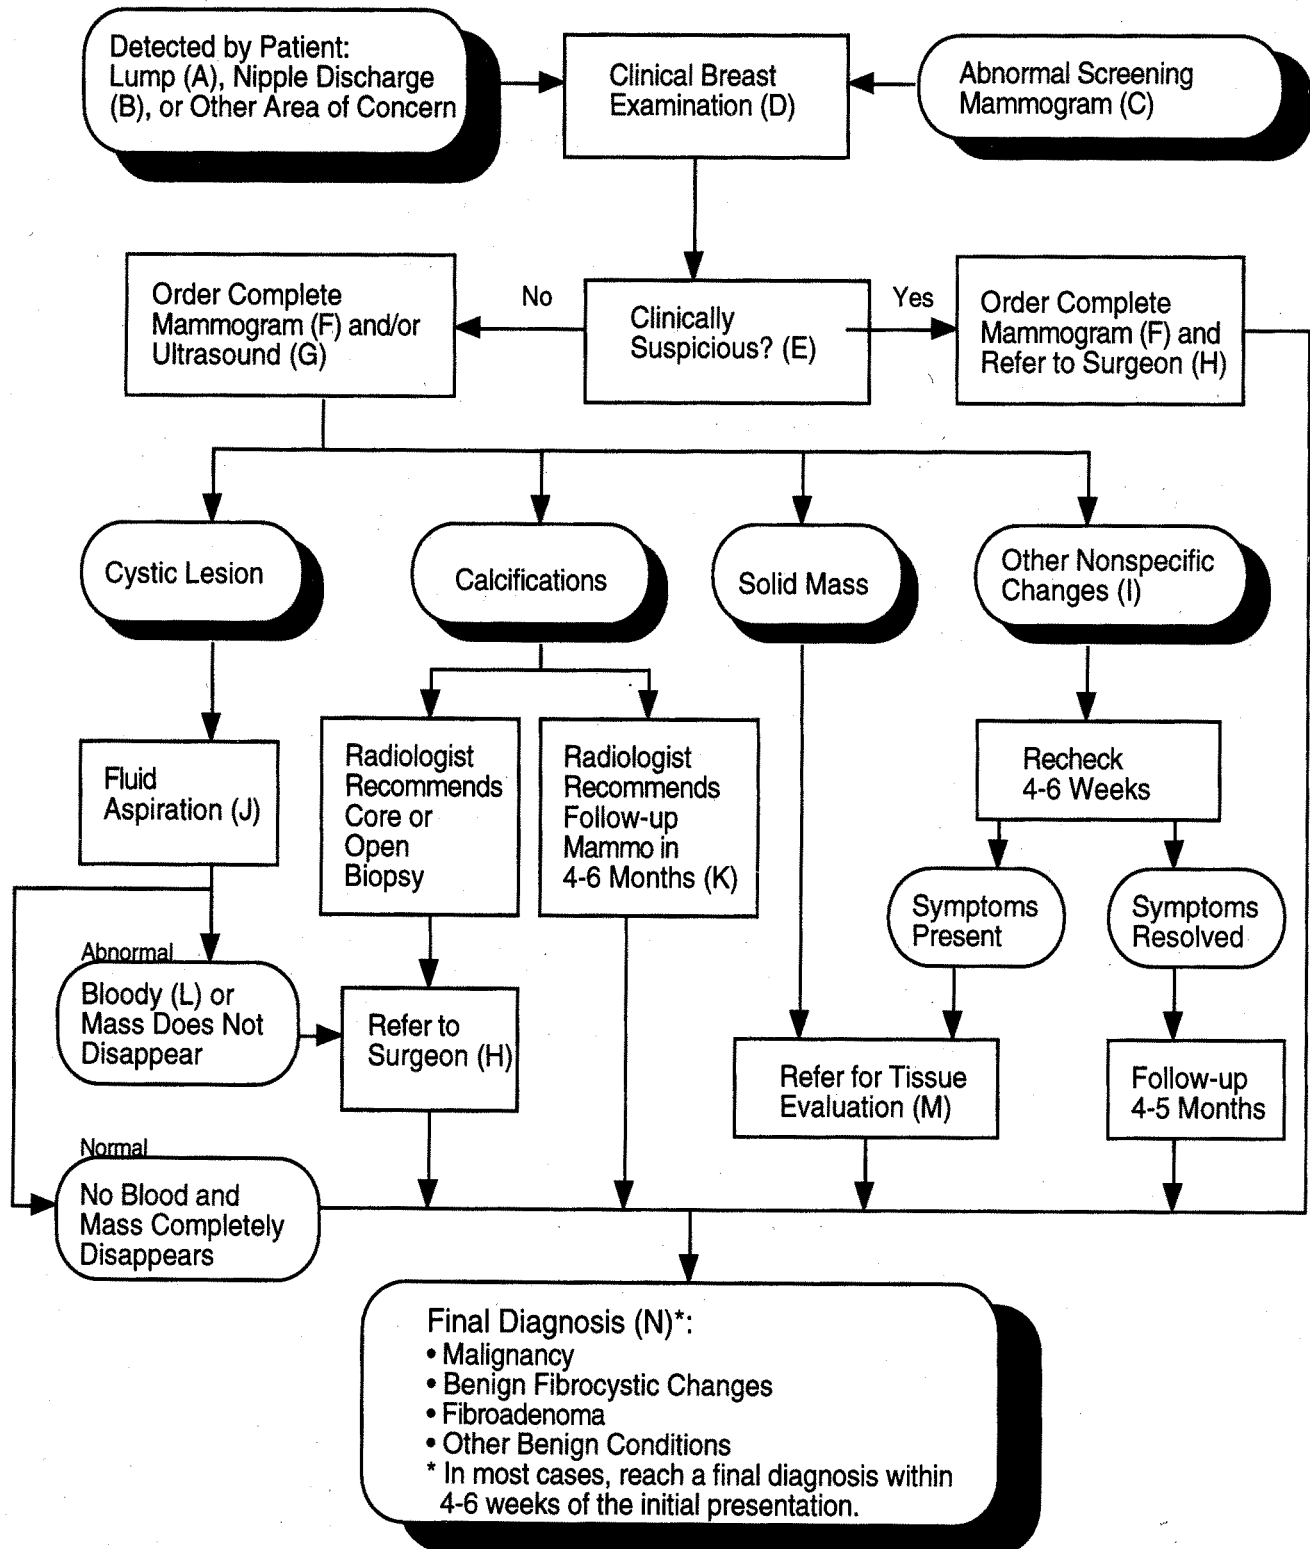 Detected by Patient:
Lump (A), Nipple Discharge
(B), or Other Area of Concern
Clinical Breast
Examination (D)
Abnormal Screening
Mammogram (C)
Order Complete
Mammogram (F) and/or
Ultrasound (G)
No
Clinically
Suspicious? (E)
Yes
Order Complete
Mammogram (F) and
Refer to Surgeon (H)
Cystic Lesion
Calcifications
Solid Mass
Other Nonspecific
Changes (I)
Fluid
Aspiration (J)
Radiologist
Recommends
Core or
Open
Biopsy
Radiologist
Recommends
Follow-up
Mammo in
4-6 Months (K)
Recheck
4-6 Weeks
Symptoms
Present
Symptoms
Resolved
Abnormal
Bloody (L) or
Mass Does Not
Disappear
Refer to
Surgeon (H)
Refer for Tissue
Evaluation (M)
Follow-up
4-5 Months
Normal
No Blood and
Mass Completely
Disappears
Final Diagnosis (N)*:
• Malignancy
• Benign Fibrocystic Changes
• Fibroadenoma
• Other Benign Conditions
* In most cases, reach a final diagnosis within
4-6 weeks of the initial presentation.